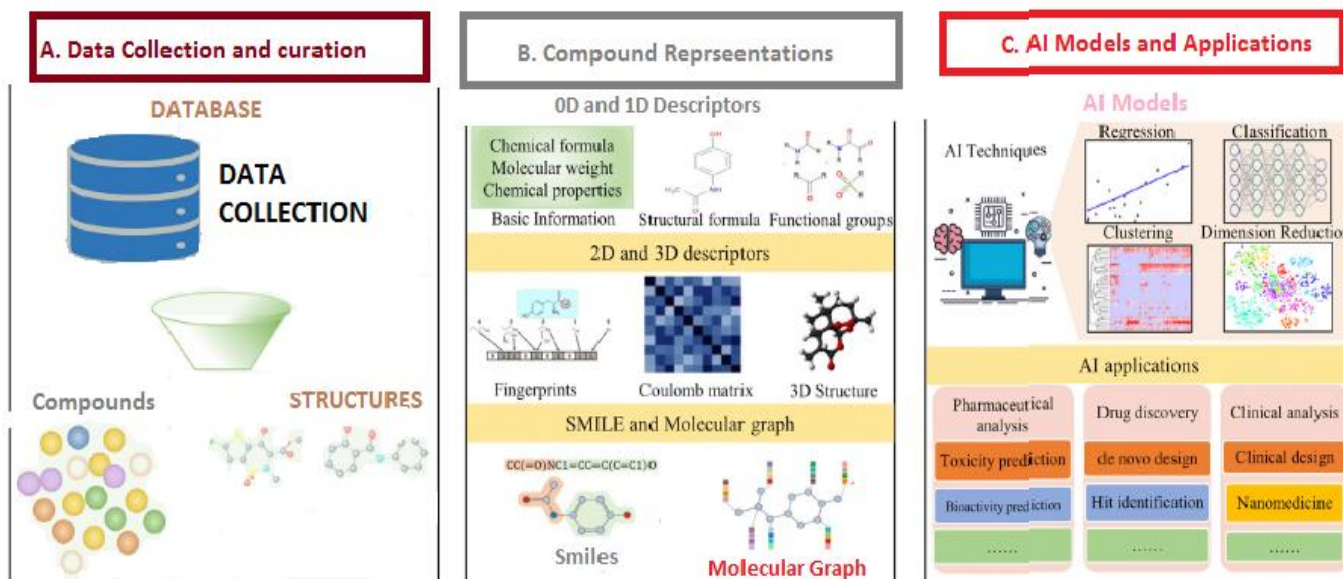 A. Data Collection and curation
DATABASE
DATA
COLLECTION
Compounds
STRUCTURES
B. Compound Reprseentations
0D and 1D Descriptors
Chemical formula
Molecular weight
Chemical properties
Basic Information
Structural formula
Functional groups
2D and 3D descriptors
Fingerprints
Coulomb matrix
3D Structure
SMILE and Molecular graph
CC(=O)NC1=CC=C(C=C1)O
Smiles
Molecular Graph
C. AI Models and Applications
AI Models
AI Techniques
Regression
Classification
Clustering
Dimension Reduction
AI applications
Pharmaceutical
analysis
Toxicity prediction
Bioactivity prediction
......
Drug discovery
de novo design
Hit identification
......
Clinical analysis
Clinical design
Nanomedicine
......